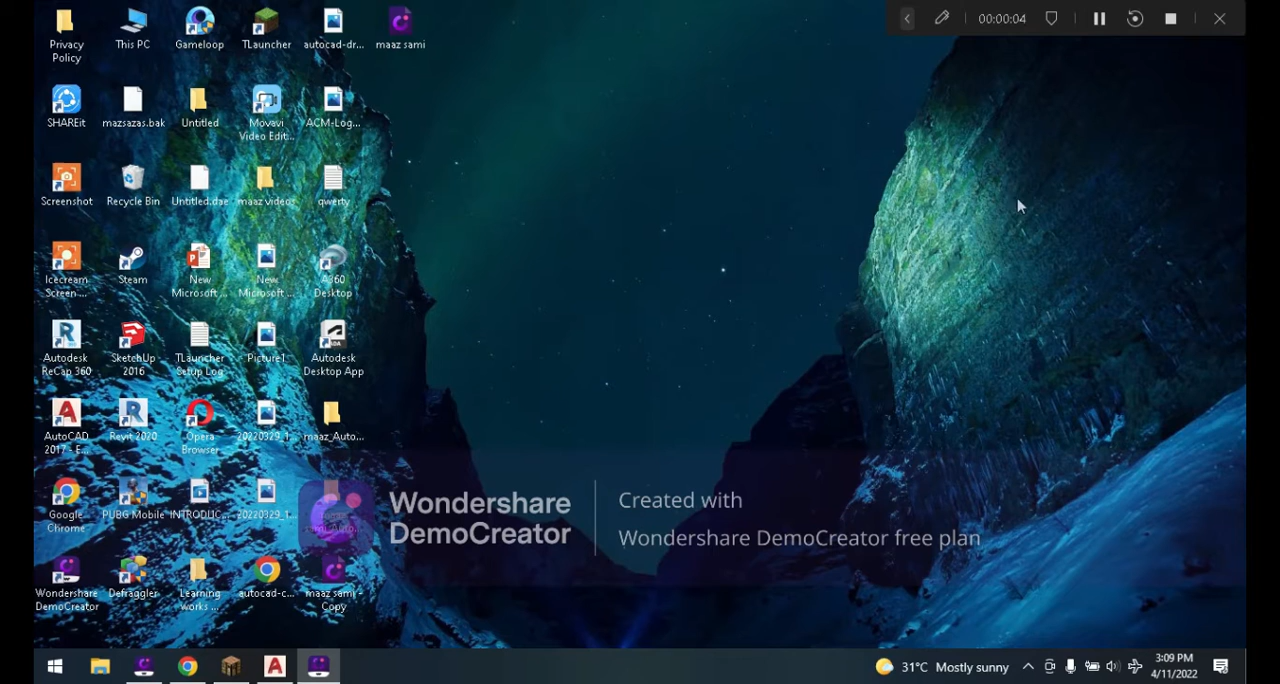 00:00:04
Privacy
Policy
This PC
Gameloop
TLauncher
autocad-dr...
maaz sami
SHAREit
mazsazas.bak
Untitled
Movavi
Video Edit...
ACM-Log...
Screenshot
Recycle Bin
Untitled.dae
maaz videos
qwerty
Icecream
Screen ...
Steam
New
Microsoft ...
New
Microsoft ...
A360
Desktop
Autodesk
ReCap 360
SketchUp
2016
TLauncher
Setup Log
Picture1
Autodesk
Desktop App
AutoCAD
2017 - E...
Revit 2020
Opera
Browser
20220329_1...
maaz_Auto...
Google
Chrome
PUBG Mobile
INTRODUC...
20220329_1...
Wondershare
DemoCreator
Created with
Wondershare DemoCreator free plan
Wondershare
DemoCreator
Defraggler
Learning
Works ...
autocad-c...
maaz sami -
Copy
31°C Mostly sunny
3:09 PM
4/11/2022